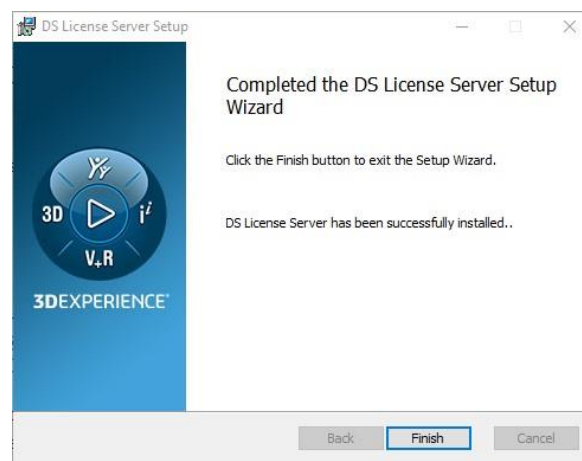 DS License Server Setup
Completed the DS License Server Setup
Wizard
Click the Finish button to exit the Setup Wizard.
DS License Server has been successfully installed..
3D
i²
V+R
3DEXPERIENCE
Back
Finish
Cancel